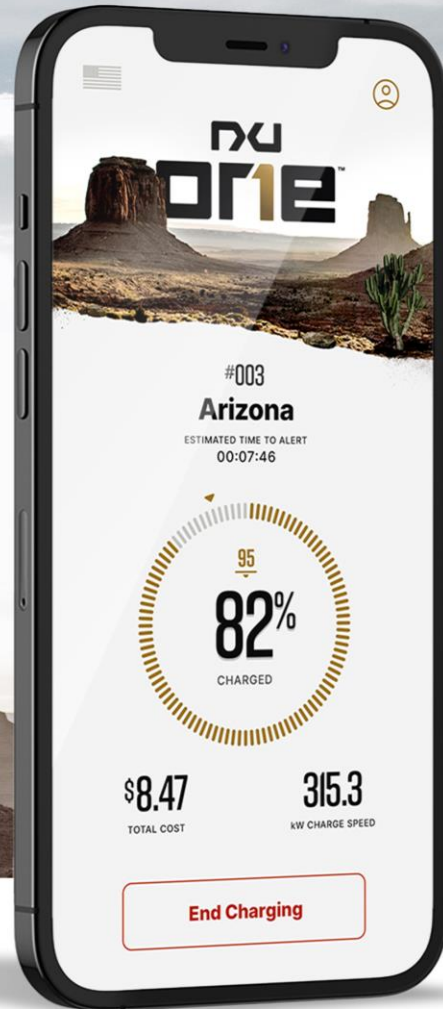 nxu
one™
#003
Arizona
ESTIMATED TIME TO ALERT
00:07:46
95
82%
CHARGED
$8.47
TOTAL COST
315.3
kW CHARGE SPEED
End Charging